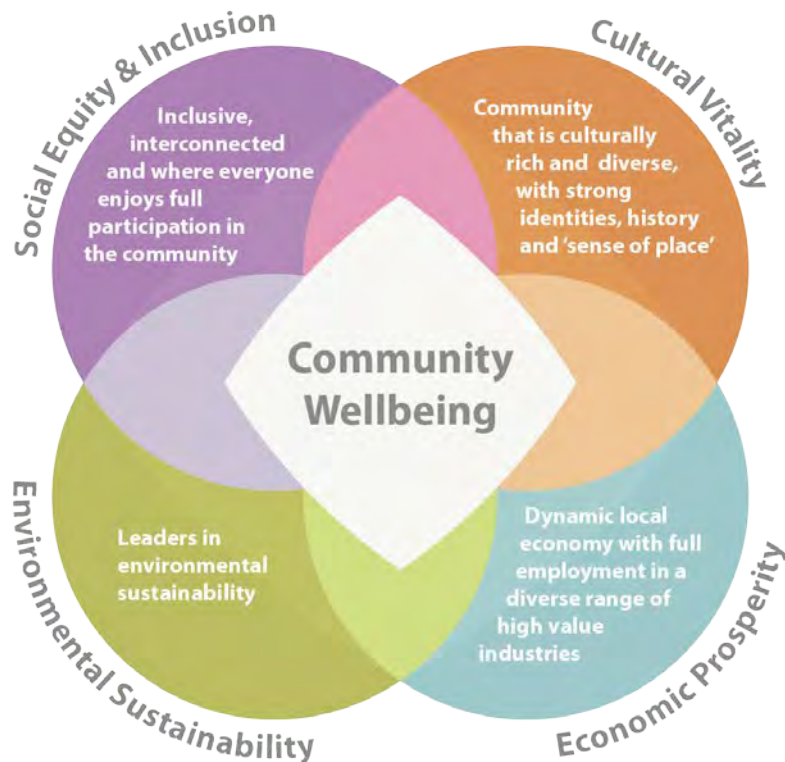 Social Equity & Inclusion
Inclusive,
interconnected
and where everyone
enjoys full
participation in
the community
Cultural Vitality
Community
that is culturally
rich and diverse,
with strong
identities, history
and ‘sense of place’
Community
Wellbeing
Environmental Sustainability
Leaders in
environmental
sustainability
Economic Prosperity
Dynamic local
economy with full
employment in a
diverse range of
high value
industries